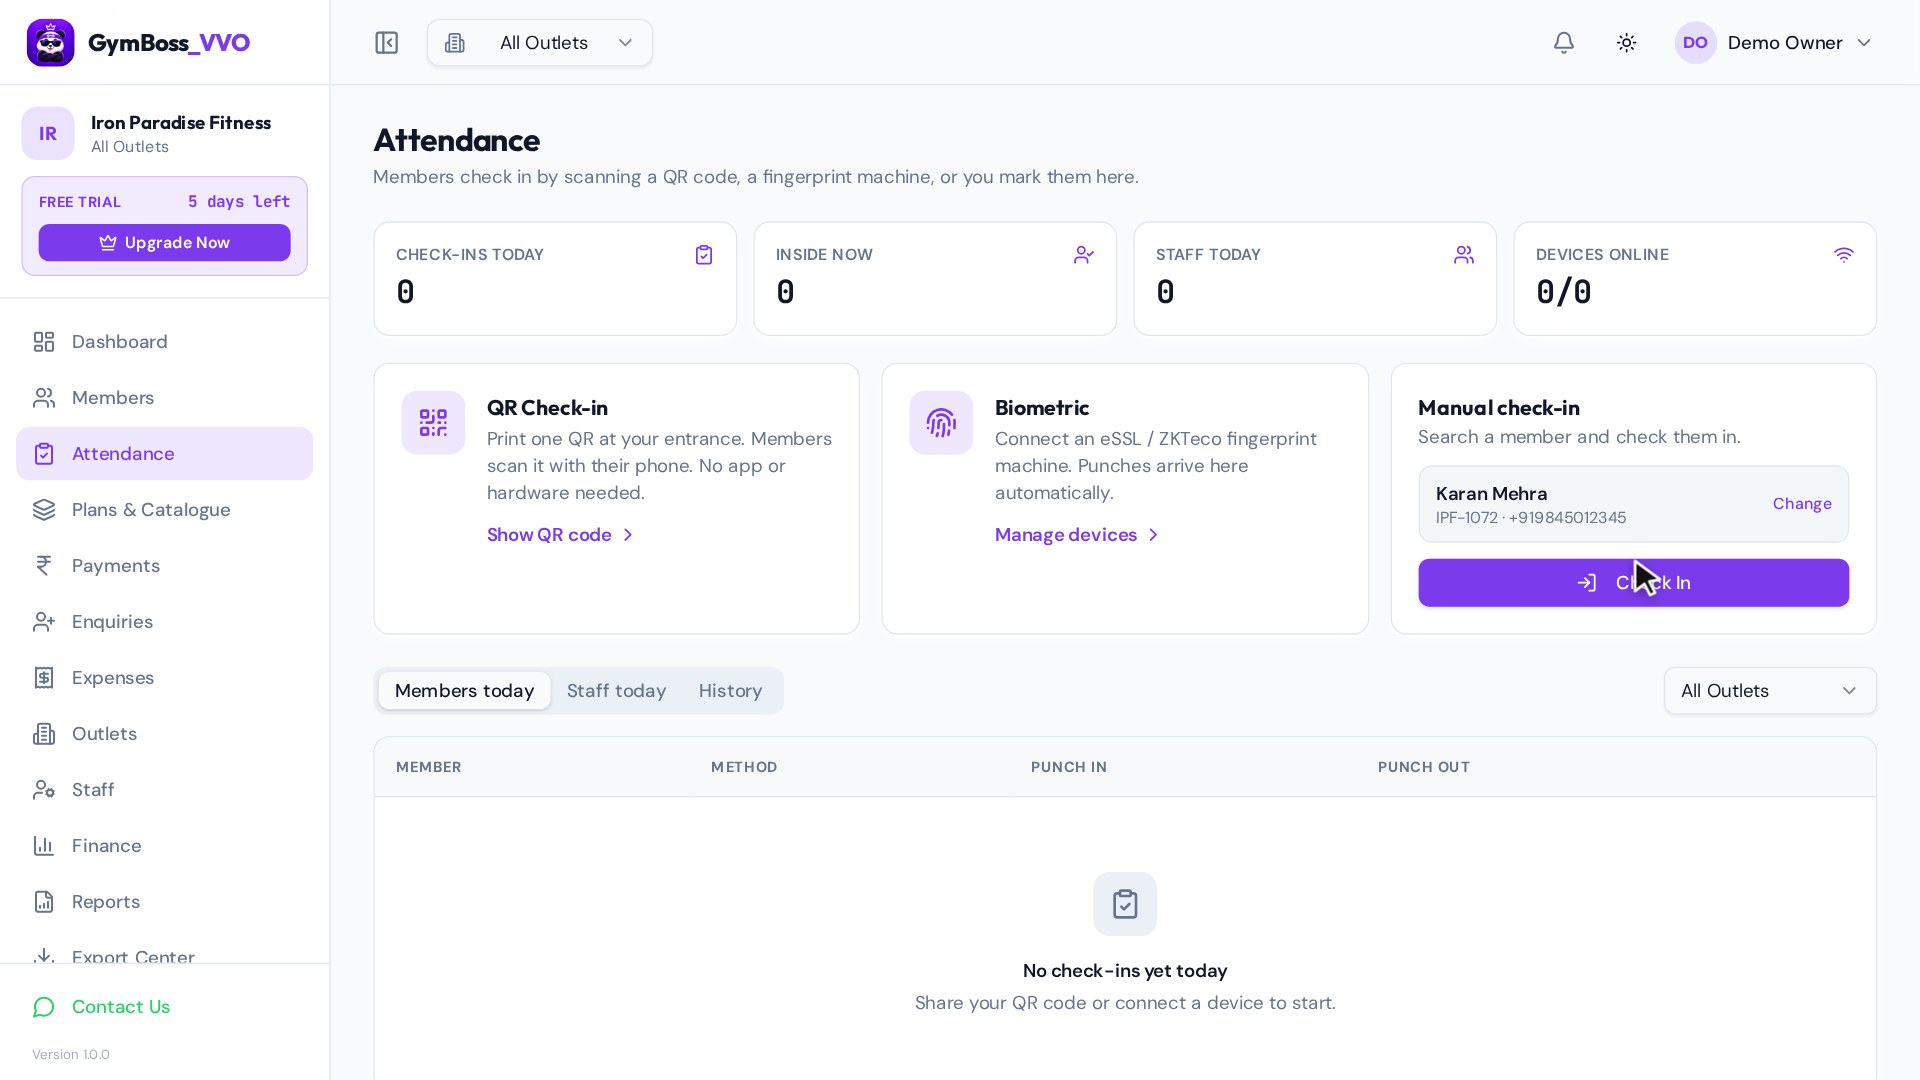 GymBoss_VVO
All Outlets
DO
Demo Owner
IR
Iron Paradise Fitness
All Outlets
FREE TRIAL
5 days left
Upgrade Now
Dashboard
Members
Attendance
Plans & Catalogue
Payments
Enquiries
Expenses
Outlets
Staff
Finance
Reports
Export Center
Contact Us
Version 1.0.0
Attendance
Members check in by scanning a QR code, a fingerprint machine, or you mark them here.
CHECK-INS TODAY
0
INSIDE NOW
0
STAFF TODAY
0
DEVICES ONLINE
0/0
QR Check-in
Print one QR at your entrance. Members
scan it with their phone. No app or
hardware needed.
Show QR code
Biometric
Connect an eSSL / ZKTeco fingerprint
machine. Punches arrive here
automatically.
Manage devices
Manual check-in
Search a member and check them in.
Karan Mehra
IPF-1072 · +919845012345
Change
Check In
Members today
Staff today
History
All Outlets
MEMBER
METHOD
PUNCH IN
PUNCH OUT
No check-ins yet today
Share your QR code or connect a device to start.